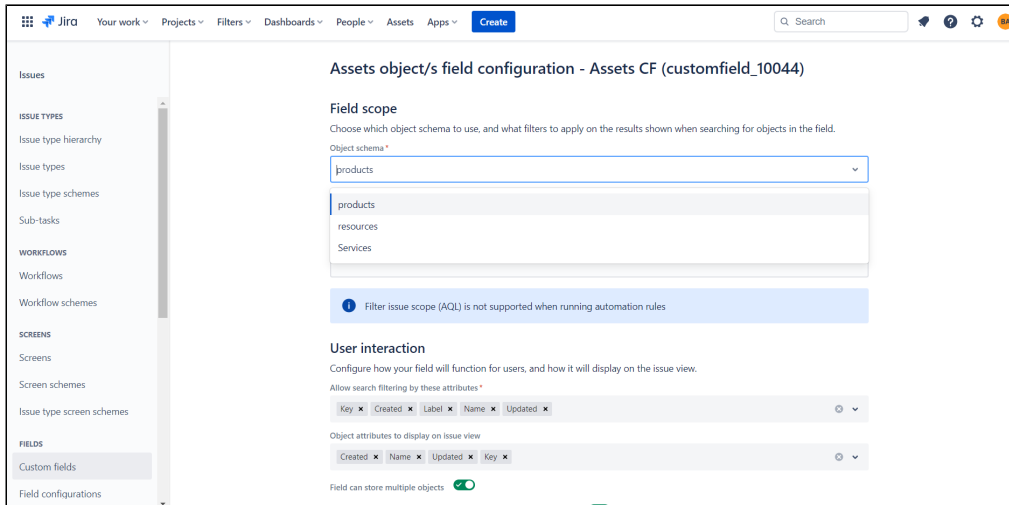 Jira Your work Projects Filters Dashboards People Assets Apps Create Search BA
Issues
ISSUE TYPES
Issue type hierarchy
Issue types
Issue type schemes
Sub-tasks
WORKFLOWS
Workflows
Workflow schemes
SCREENS
Screens
Screen schemes
Issue type screen schemes
FIELDS
Custom fields
Field configurations
Assets object/s field configuration - Assets CF (customfield_10044)
Field scope
Choose which object schema to use, and what filters to apply on the results shown when searching for objects in the field.
Object schema *
products
products
resources
Services
Filter issue scope (AQL) is not supported when running automation rules
User interaction
Configure how your field will function for users, and how it will display on the issue view.
Allow search filtering by these attributes *
Key Created Label Name Updated
Object attributes to display on issue view
Created Name Updated Key
Field can store multiple objects